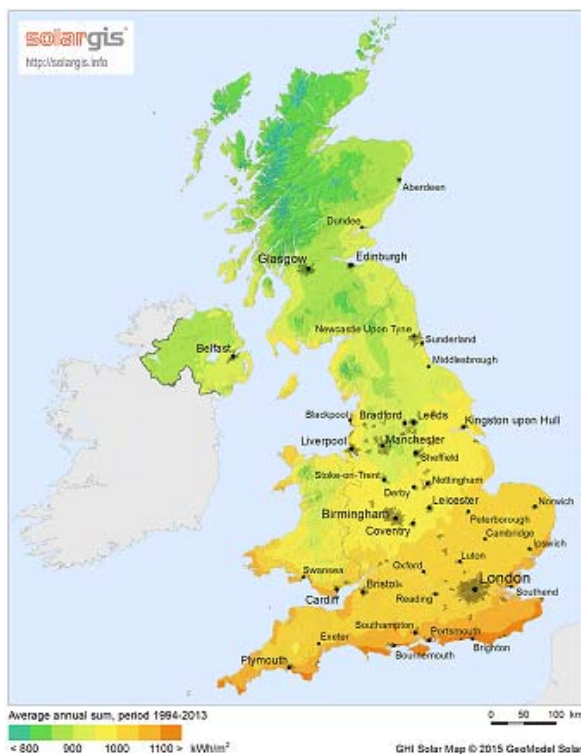 solargis
http://solargis.info
Aberdeen
Dundee
Glasgow
Edinburgh
Newcastle Upon Tyne
Sunderland
Belfast
Middlesbrough
Blackpool
Bradford
Leeds
Kingston upon Hull
Liverpool
Manchester
Sheffield
Stoke-on-Trent
Nottingham
Derby
Leicester
Norwich
Birmingham
Peterborough
Coventry
Cambridge
Ipswich
Luton
Swansea
Oxford
London
Cardiff
Bristol
Reading
Southend
Southampton
Portsmouth
Exeter
Brighton
Bournemouth
Plymouth
Average annual sum, period 1994-2013
0 50 100 km
< 800 900 1000 1100 > kWh/m²
GHI Solar Map © 2015 GeoModel Solar